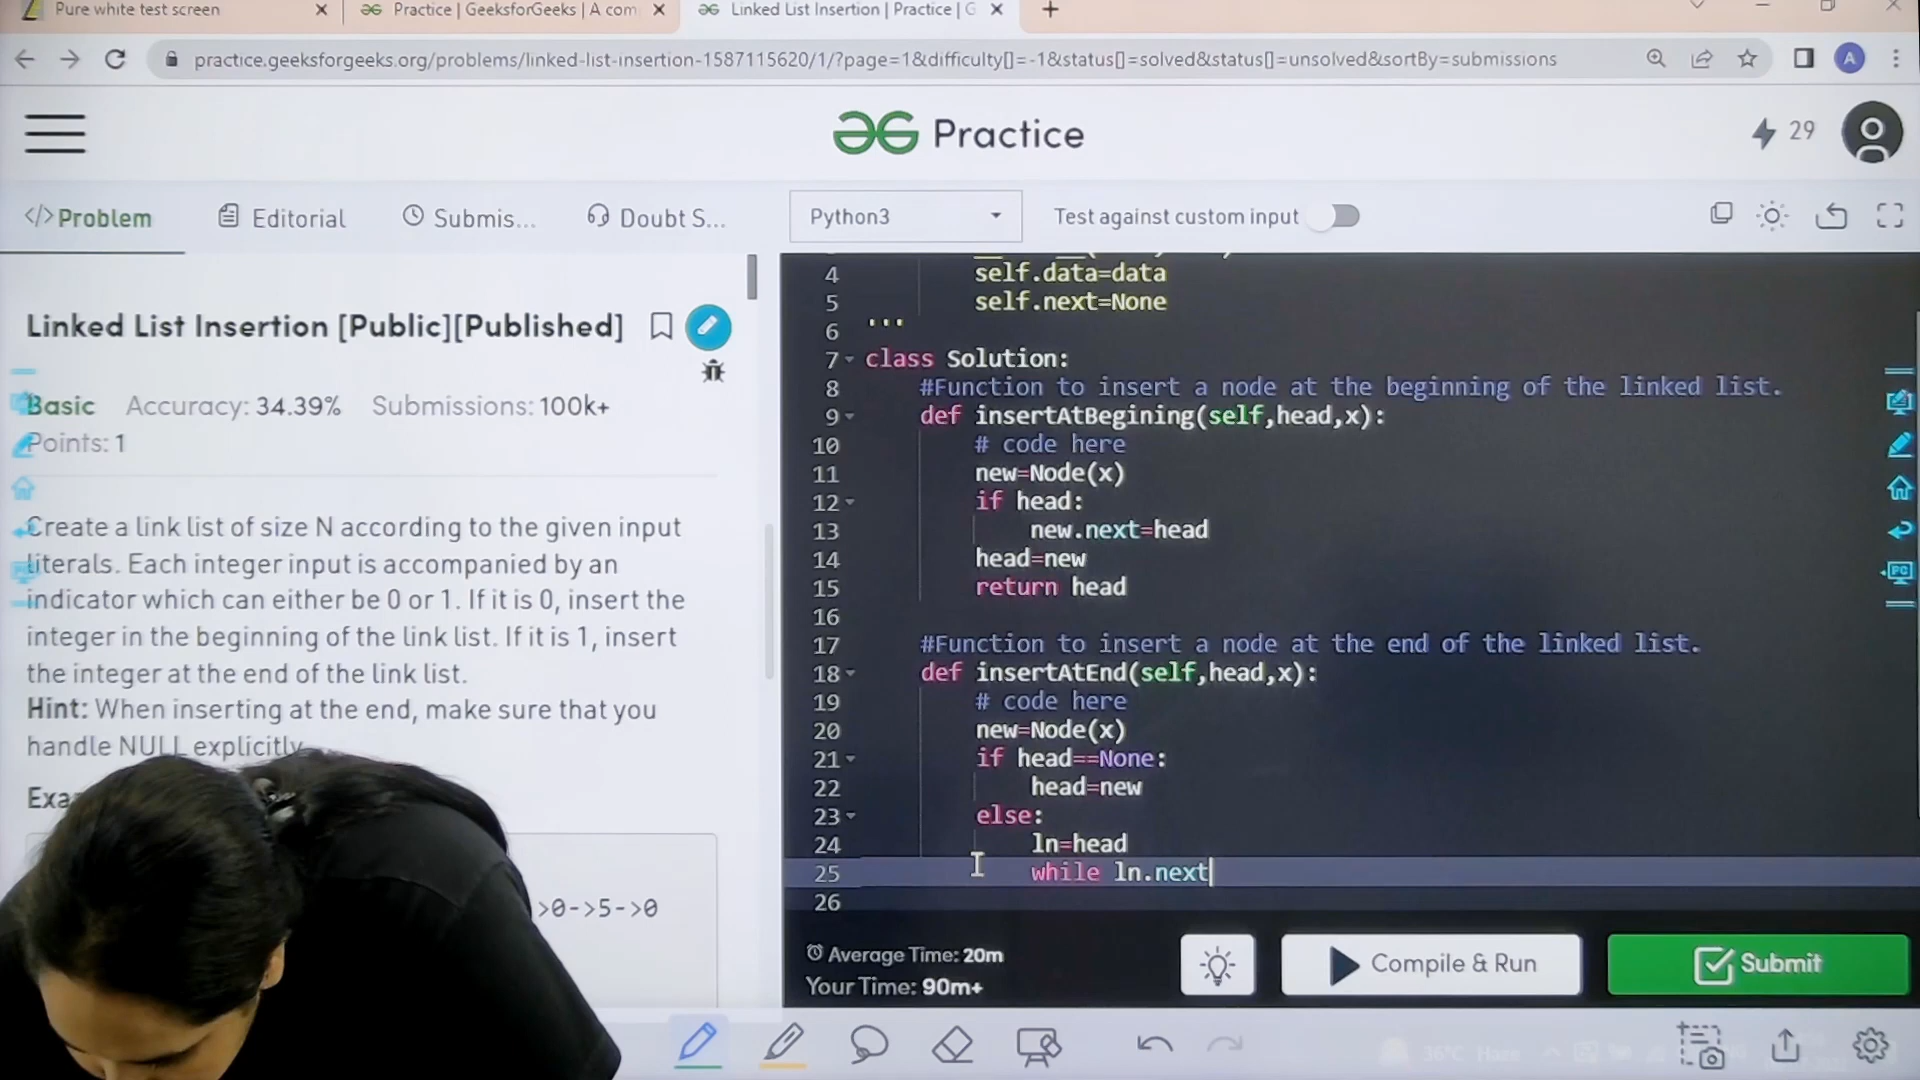 Pure white test screen
Practice | GeeksforGeeks | A com
Linked List Insertion | Practice | G
practice.geeksforgeeks.org/problems/linked-list-insertion-1587115620/1/?page=1&difficulty[]=-1&status[]=solved&status[]=unsolved&sortBy=submissions
A
Practice
29
</> Problem
Editorial
Submis...
Doubt S...
Python3
Test against custom input
Linked List Insertion [Public][Published]
Basic Accuracy: 34.39% Submissions: 100k+
Points: 1
Create a link list of size N according to the given input
literals. Each integer input is accompanied by an
indicator which can either be 0 or 1. If it is 0, insert the
integer in the beginning of the link list. If it is 1, insert
the integer at the end of the link list.
Hint: When inserting at the end, make sure that you
handle NULL explicitly.
Exa
>0->5->0
4 self.data=data
5 self.next=None
6 '''
7 class Solution:
8 #Function to insert a node at the beginning of the linked list.
9 def insertAtBegining(self,head,x):
10 # code here
11 new=Node(x)
12 if head:
13 new.next=head
14 head=new
15 return head
16
17 #Function to insert a node at the end of the linked list.
18 def insertAtEnd(self,head,x):
19 # code here
20 new=Node(x)
21 if head==None:
22 head=new
23 else:
24 ln=head
25 while ln.next
26
Average Time: 20m
Your Time: 90m+
Compile & Run
Submit
PC
36°C Haze